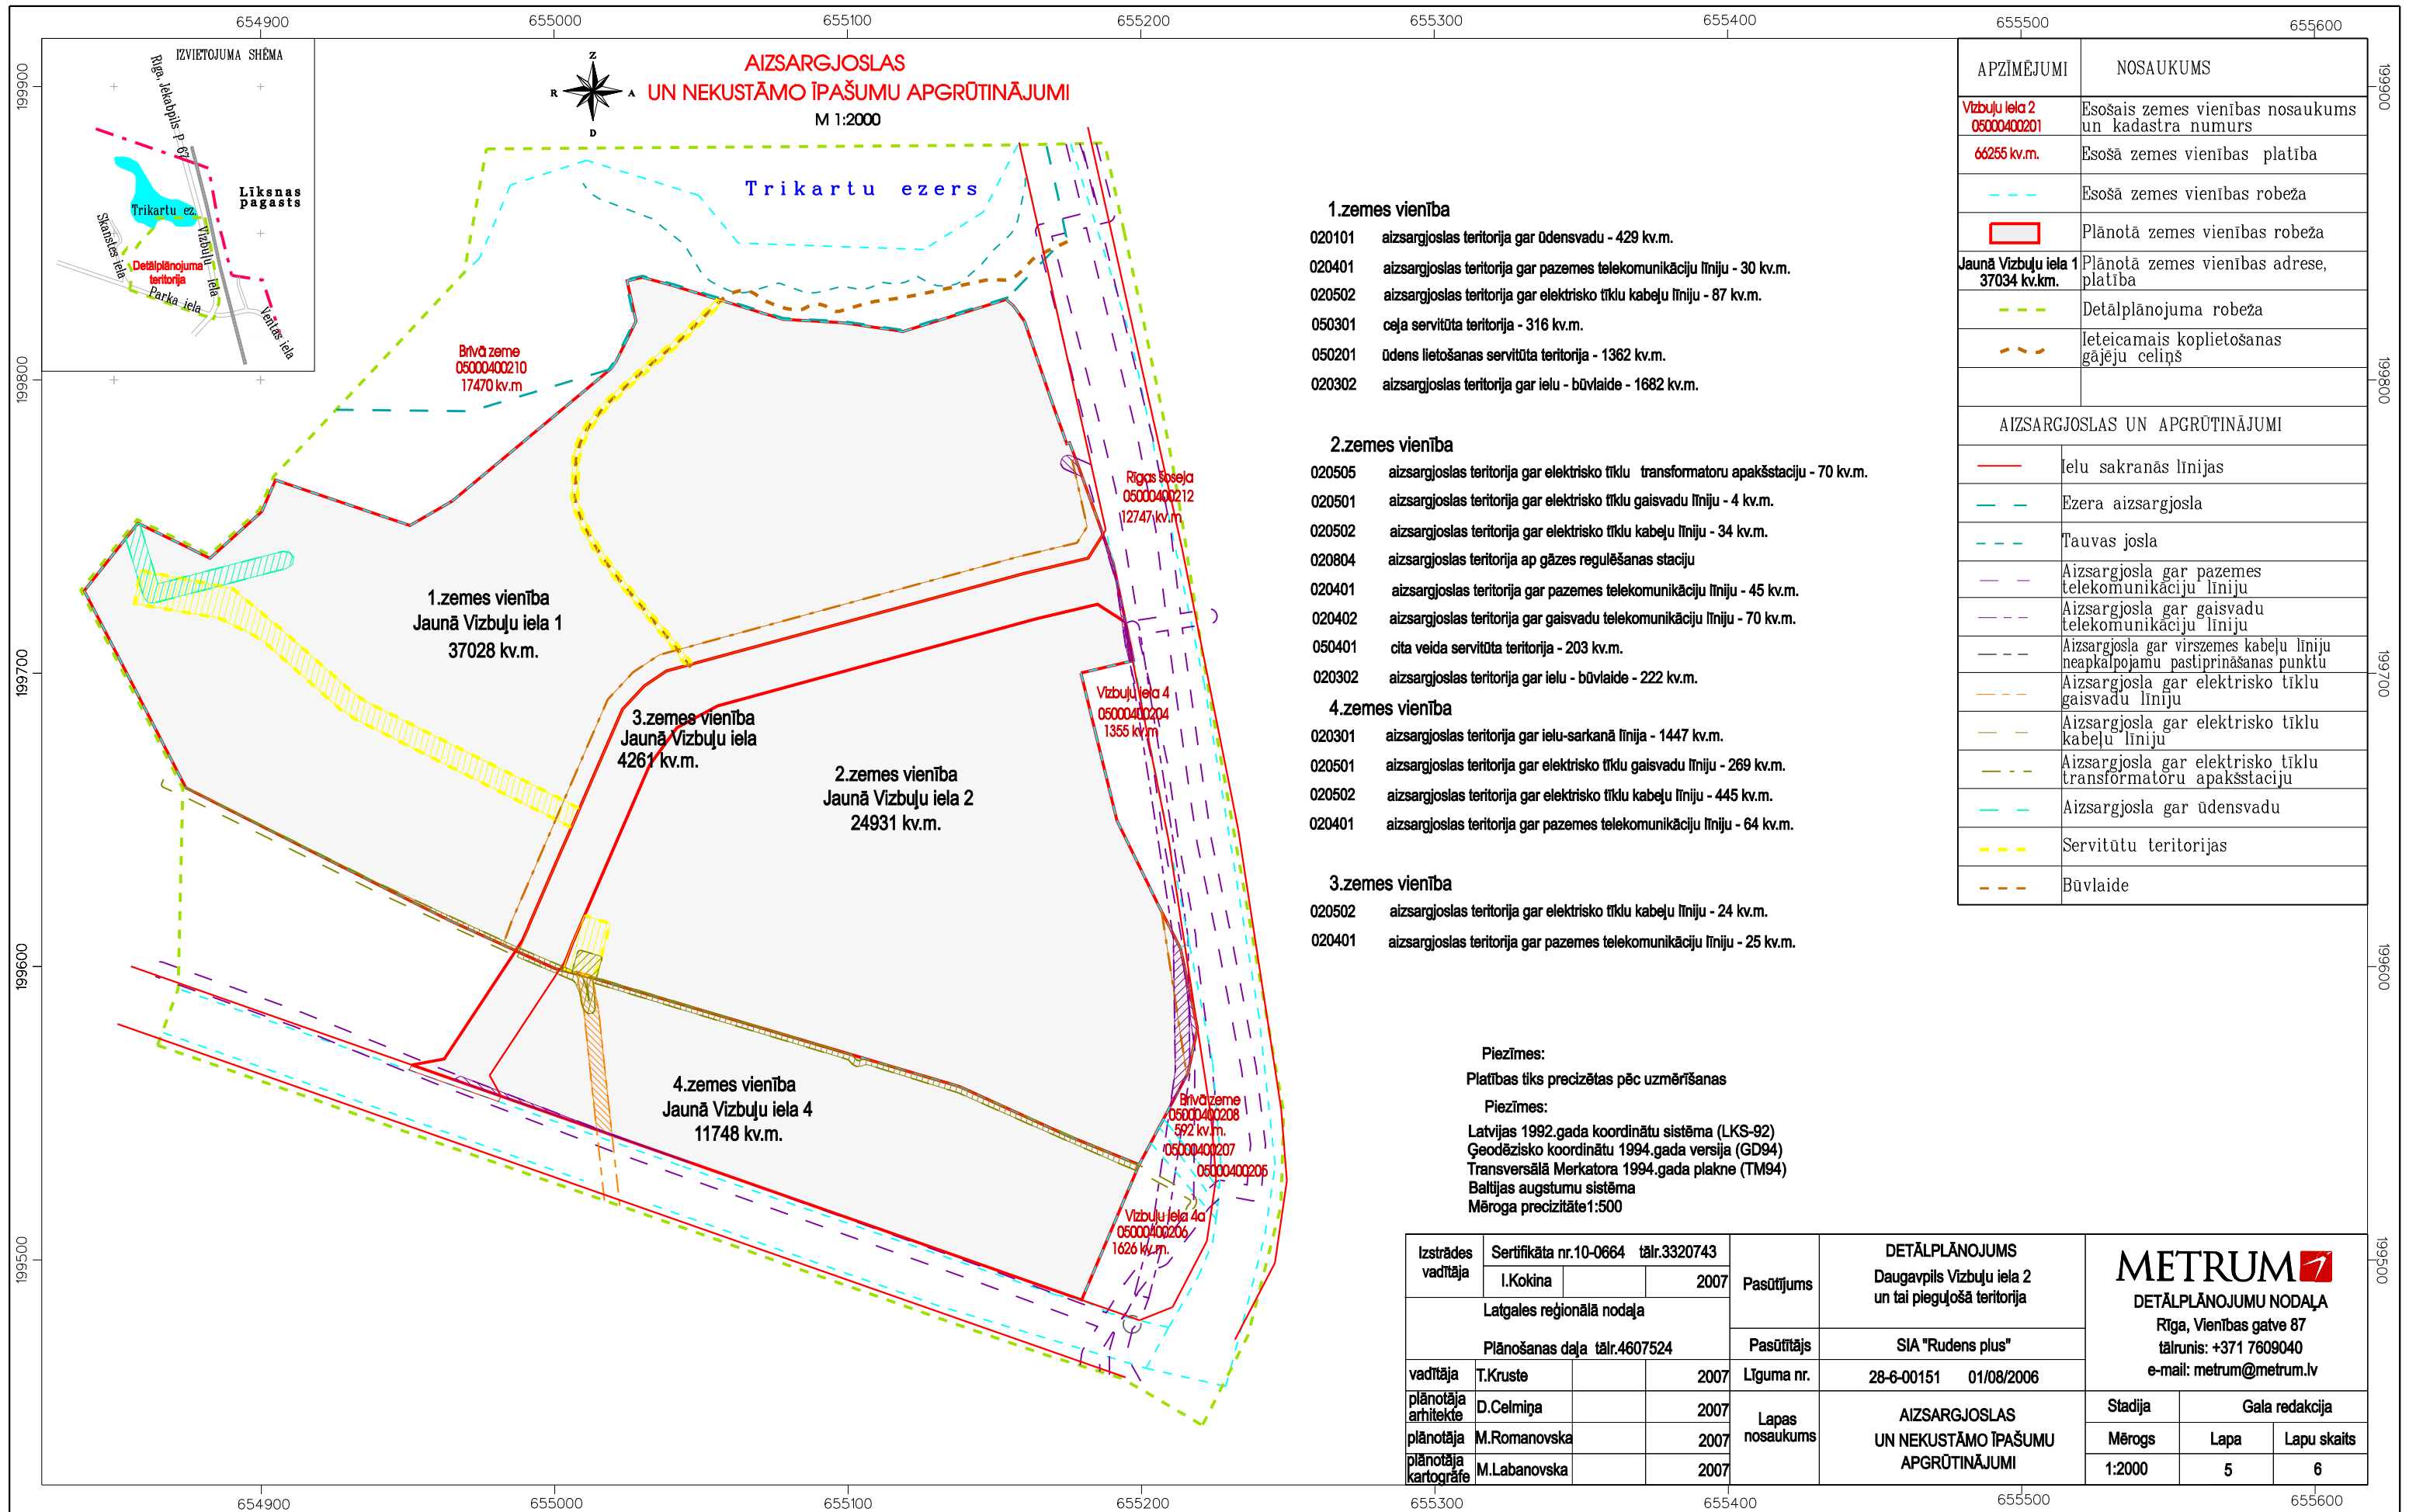 654900 655000 655100 655200 655300 655400 655500 655600
199900
199800
199700
199600
199500
IZVIETOJUMA SHĒMA
Rīga, Jēkabpils P 67
Līksnas
pagasts
Trikartu ez.
Skanstes iela
Vizbuļu iela
Detālplānojuma
teritorija
Parka iela
Ventas iela
Z
R A
D
AIZSARGJOSLAS
UN NEKUSTĀMO ĪPAŠUMU APGRŪTINĀJUMI
M 1:2000
Trikartu ezers
Brīvā zeme
05000400210
17470 kv.m
Rīgas šoseja
05000400212
12747 kv.m
1.zemes vienība
Jaunā Vizbuļu iela 1
37028 kv.m.
Vizbuļu iela 4
05000400204
1355 kv.m
3.zemes vienība
Jaunā Vizbuļu iela
4261 kv.m.
2.zemes vienība
Jaunā Vizbuļu iela 2
24931 kv.m.
4.zemes vienība
Jaunā Vizbuļu iela 4
11748 kv.m.
Brīvā zeme
05000400208
592 kv.m.
05000400207
05000400205
Vizbuļu iela 4a
05000400206
1626 kv.m.
1.zemes vienība
020101 aizsargjoslas teritorija gar ūdensvadu - 429 kv.m.
020401 aizsargjoslas teritorija gar pazemes telekomunikāciju līniju - 30 kv.m.
020502 aizsargjoslas teritorija gar elektrisko tīklu kabeļu līniju - 87 kv.m.
050301 ceļa servitūta teritorija - 316 kv.m.
050201 ūdens lietošanas servitūta teritorija - 1362 kv.m.
020302 aizsargjoslas teritorija gar ielu - būvlaide - 1682 kv.m.
2.zemes vienība
020505 aizsargjoslas teritorija gar elektrisko tīklu transformatoru apakšstaciju - 70 kv.m.
020501 aizsargjoslas teritorija gar elektrisko tīklu gaisvadu līniju - 4 kv.m.
020502 aizsargjoslas teritorija gar elektrisko tīklu kabeļu līniju - 34 kv.m.
020804 aizsargjoslas teritorija ap gāzes regulēšanas staciju
020401 aizsargjoslas teritorija gar pazemes telekomunikāciju līniju - 45 kv.m.
020402 aizsargjoslas teritorija gar gaisvadu telekomunikāciju līniju - 70 kv.m.
050401 cita veida servitūta teritorija - 203 kv.m.
020302 aizsargjoslas teritorija gar ielu - būvlaide - 222 kv.m.
4.zemes vienība
020301 aizsargjoslas teritorija gar ielu-sarkanā līnija - 1447 kv.m.
020501 aizsargjoslas teritorija gar elektrisko tīklu gaisvadu līniju - 269 kv.m.
020502 aizsargjoslas teritorija gar elektrisko tīklu kabeļu līniju - 445 kv.m.
020401 aizsargjoslas teritorija gar pazemes telekomunikāciju līniju - 64 kv.m.
3.zemes vienība
020502 aizsargjoslas teritorija gar elektrisko tīklu kabeļu līniju - 24 kv.m.
020401 aizsargjoslas teritorija gar pazemes telekomunikāciju līniju - 25 kv.m.
Piezīmes:
Platības tiks precizētas pēc uzmērīšanas
Piezīmes:
Latvijas 1992.gada koordinātu sistēma (LKS-92)
Ģeodēzisko koordinātu 1994.gada versija (GD94)
Transversālā Merkatora 1994.gada plakne (TM94)
Baltijas augstumu sistēma
Mēroga precizitāte1:500
APZĪMĒJUMI NOSAUKUMS
Vizbuļu iela 2
05000400201
Esošais zemes vienības nosaukums
un kadastra numurs
66255 kv.m. Esošā zemes vienības platība
Esošā zemes vienības robeža
Plānotā zemes vienības robeža
Jaunā Vizbuļu iela 1
37034 kv.km.
Plānotā zemes vienības adrese,
platība
Detālplānojuma robeža
Ieteicamais koplietošanas
gājēju celiņš
AIZSARGJOSLAS UN APGRŪTINĀJUMI
Ielu sakranās līnijas
Ezera aizsargjosla
Tauvas josla
Aizsargjosla gar pazemes
telekomunikāciju līniju
Aizsargjosla gar gaisvadu
telekomunikāciju līniju
Aizsargjosla gar virszemes kabeļu līniju
neapkalpojamu pastiprināšanas punktu
Aizsargjosla gar elektrisko tīklu
gaisvadu līniju
Aizsargjosla gar elektrisko tīklu
kabeļu līniju
Aizsargjosla gar elektrisko tīklu
transformatoru apakšstaciju
Aizsargjosla gar ūdensvadu
Servitūtu teritorijas
Būvlaide
199900
199800
199700
199600
199500
Izstrādes
vadītāja
Sertifikāta nr.10-0664 tālr.3320743
I.Kokina 2007
Latgales reģionālā nodaļa
Plānošanas daļa tālr.4607524
vadītāja T.Kruste 2007
plānotāja
arhitekte D.Celmiņa 2007
plānotāja M.Romanovska 2007
plānotāja
kartogrāfe M.Labanovska 2007
Pasūtījums
DETĀLPLĀNOJUMS
Daugavpils Vizbuļu iela 2
un tai pieguļošā teritorija
Pasūtītājs SIA "Rudens plus"
Līguma nr. 28-6-00151 01/08/2006
Lapas
nosaukums
AIZSARGJOSLAS
UN NEKUSTĀMO ĪPAŠUMU
APGRŪTINĀJUMI
METRUM
DETĀLPLĀNOJUMU NODAĻA
Rīga, Vienības gatve 87
tālrunis: +371 7609040
e-mail: metrum@metrum.lv
Stadija Gala redakcija
Mērogs Lapa Lapu skaits
1:2000 5 6
654900 655000 655100 655200 655300 655400 655500 655600